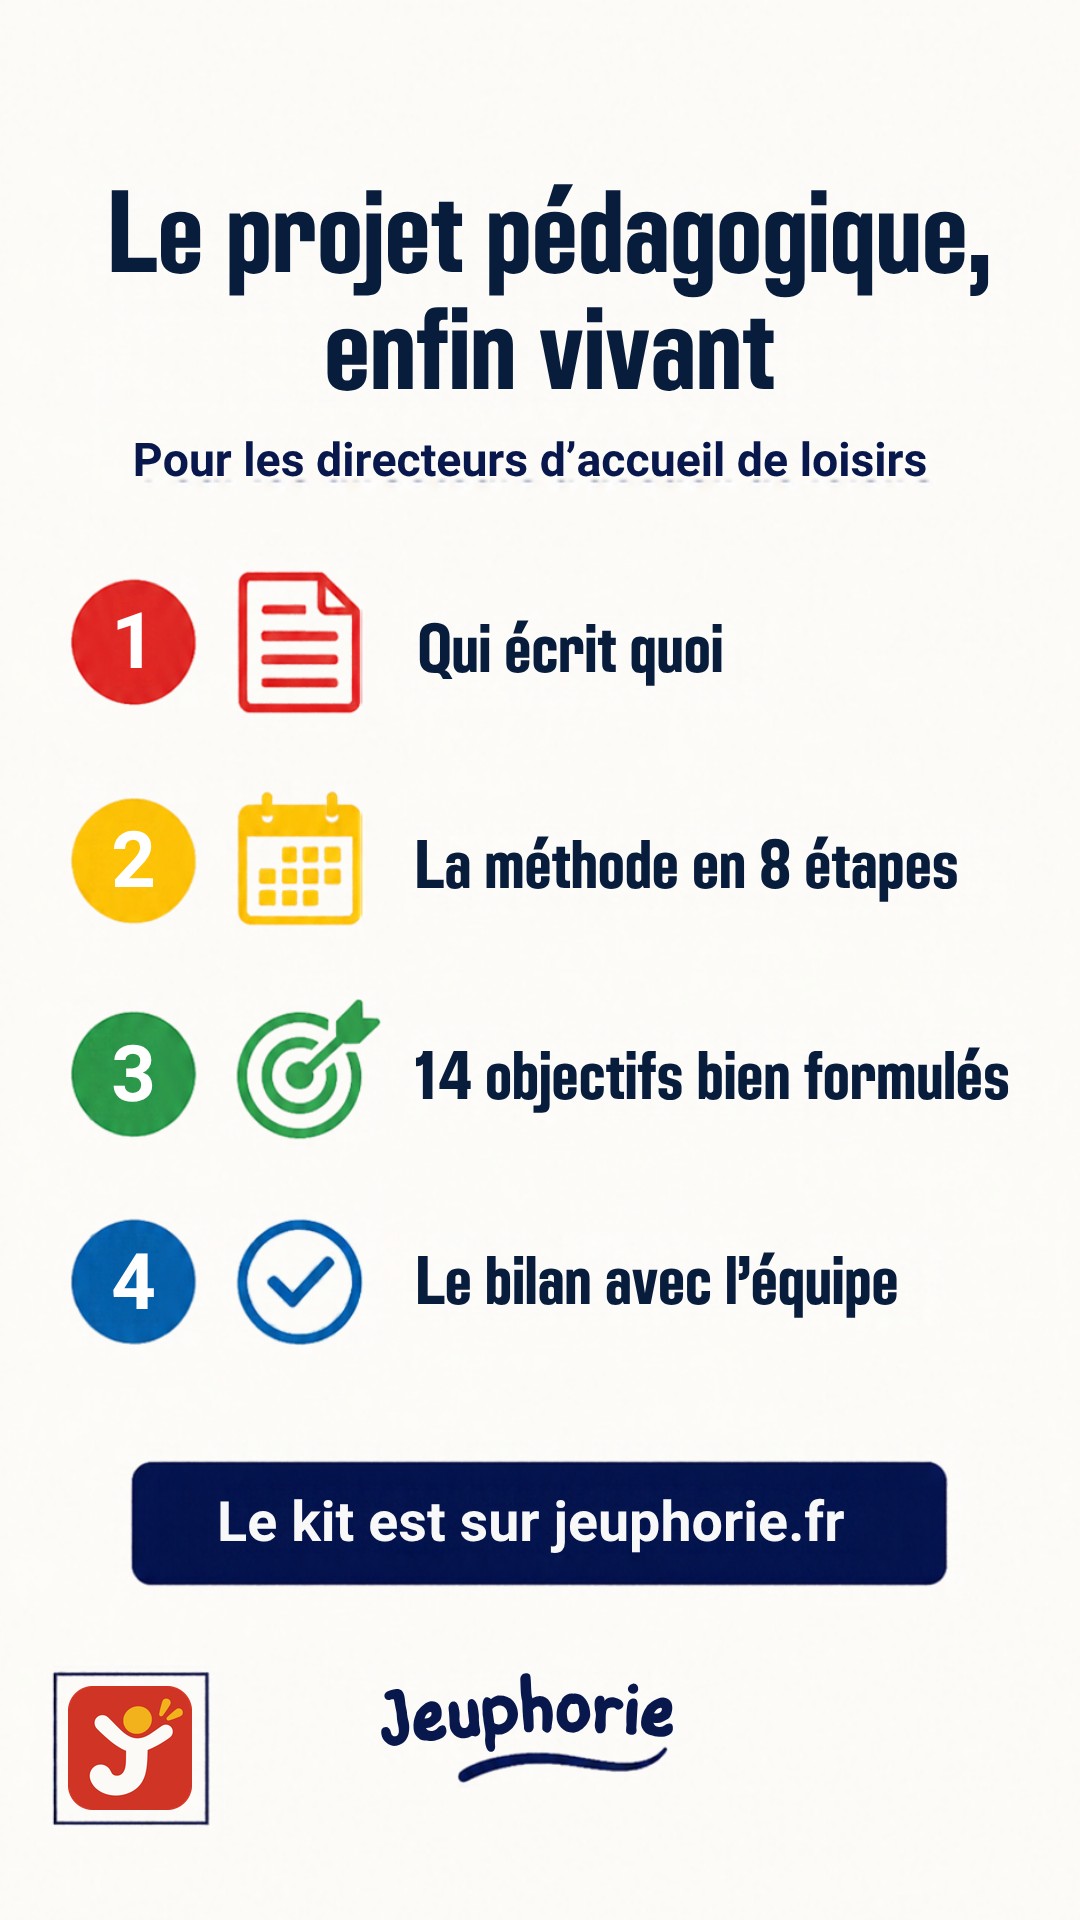 Le projet pédagogique,
enfin vivant
Pour les directeurs d’accueil de loisirs
1 Qui écrit quoi
2 La méthode en 8 étapes
3 14 objectifs bien formulés
4 Le bilan avec l’équipe
Le kit est sur jeuphorie.fr
Jeuphorie